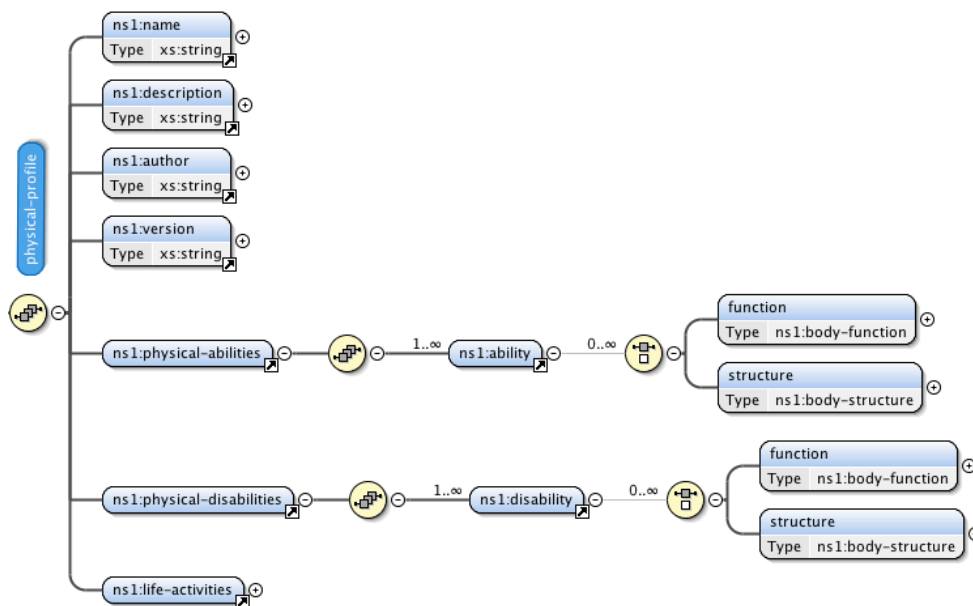 ns1:name
Type xs:string
ns1:description
Type xs:string
ns1:author
Type xs:string
physical-profile
ns1:version
Type xs:string
function
Type ns1:body-function
ns1:physical-abilities
1..∞
ns1:ability
0..∞
structure
Type ns1:body-structure
function
Type ns1:body-function
ns1:physical-disabilities
1..∞
ns1:disability
0..∞
structure
Type ns1:body-structure
ns1:life-activities